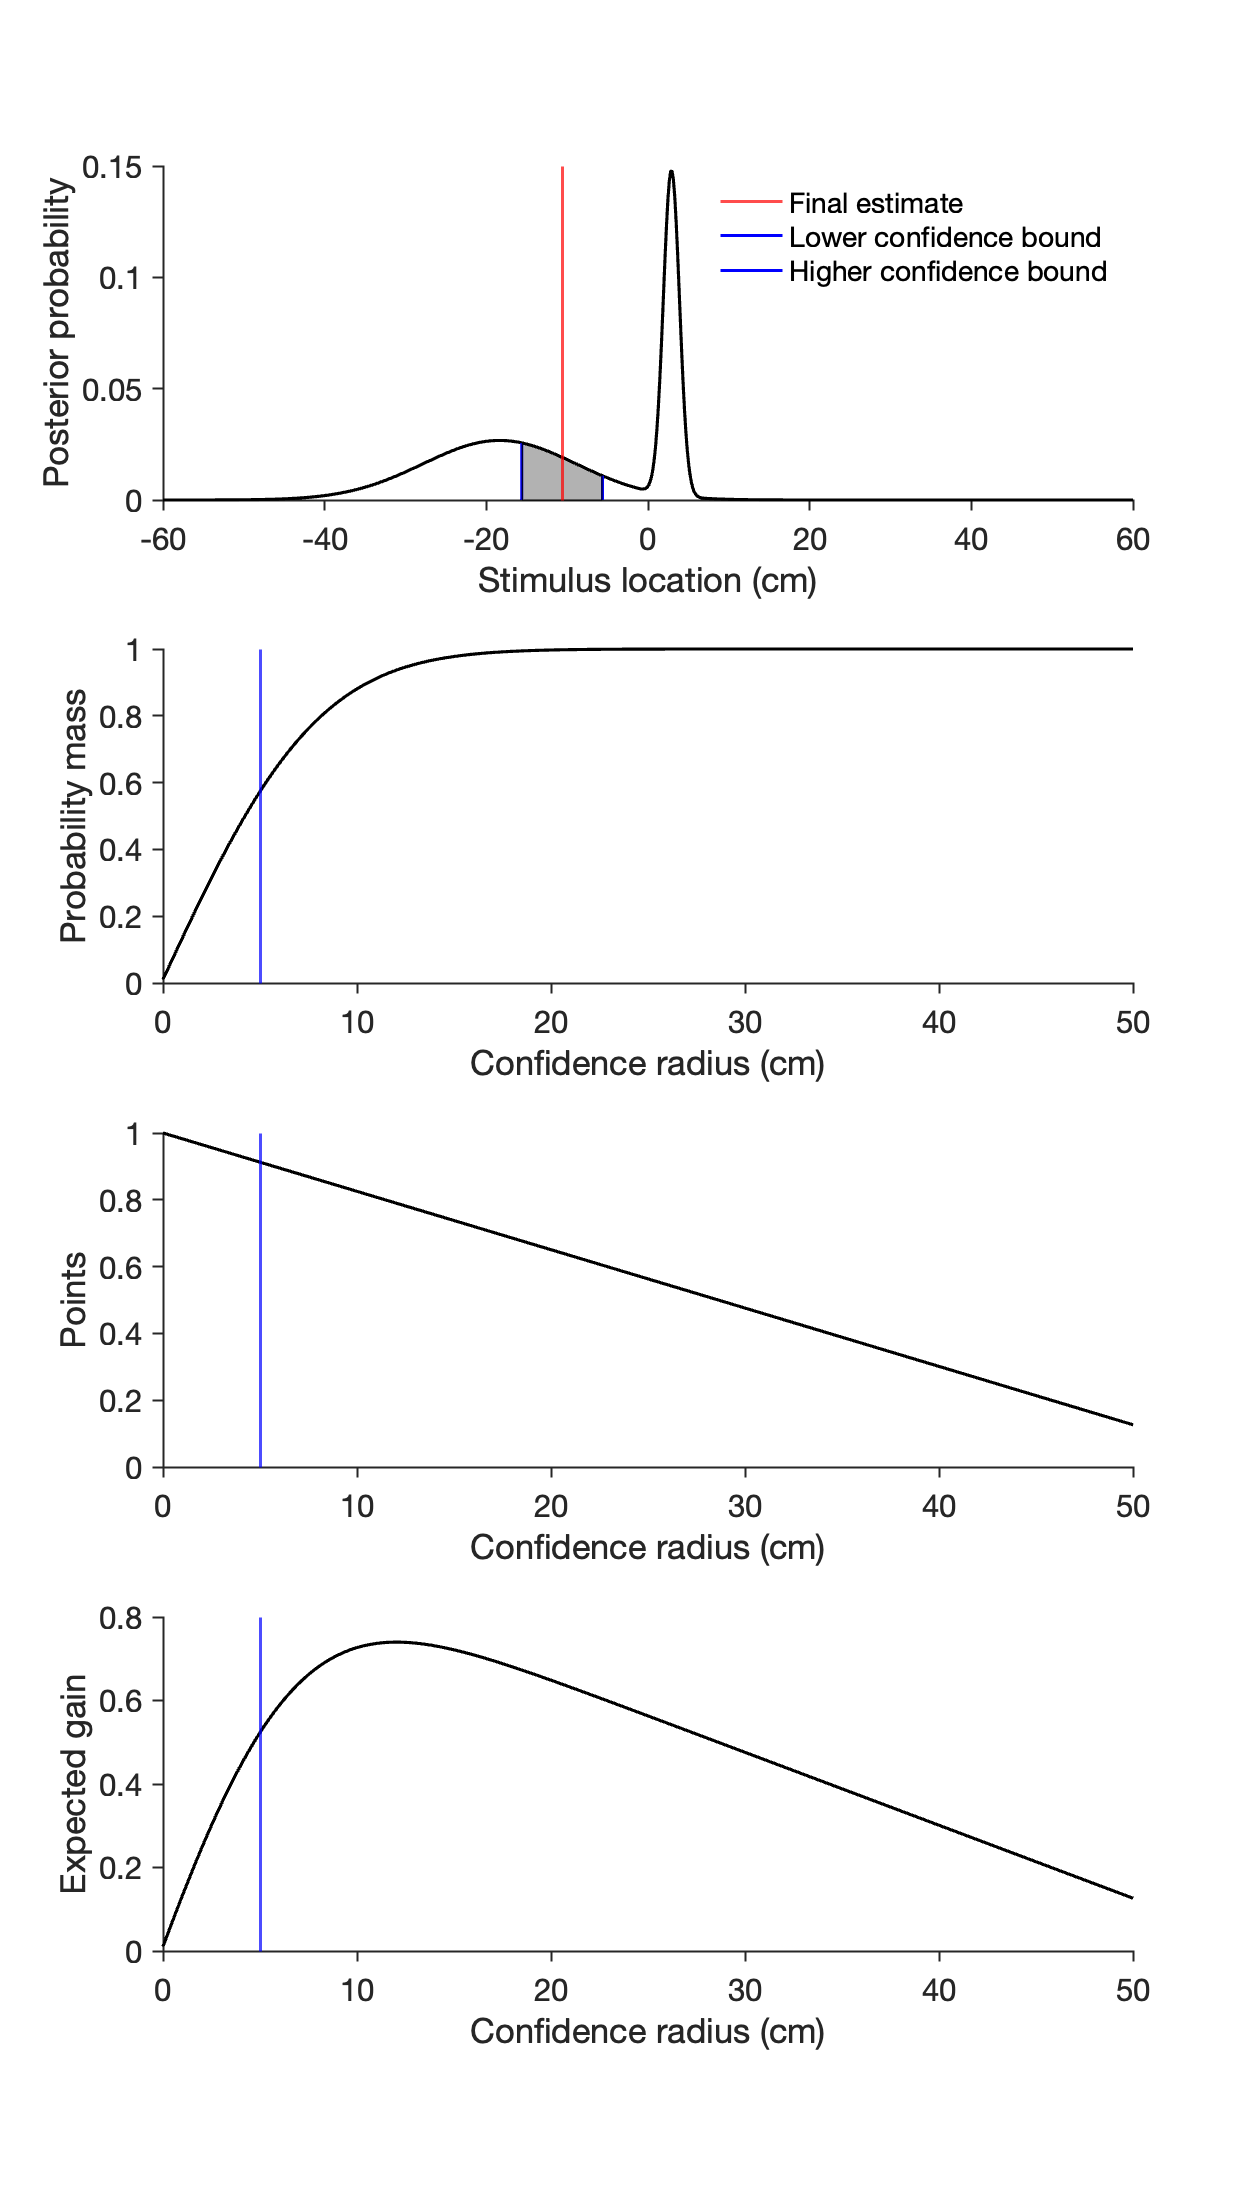 0.15
0.1
0.05
0
Posterior probability
Final estimate
Lower confidence bound
Higher confidence bound
-60 -40 -20 0 20 40 60
Stimulus location (cm)
1
0.8
0.6
0.4
0.2
0
Probability mass
0 10 20 30 40 50
Confidence radius (cm)
1
0.8
0.6
0.4
0.2
0
Points
0 10 20 30 40 50
Confidence radius (cm)
0.8
0.6
0.4
0.2
0
Expected gain
0 10 20 30 40 50
Confidence radius (cm)